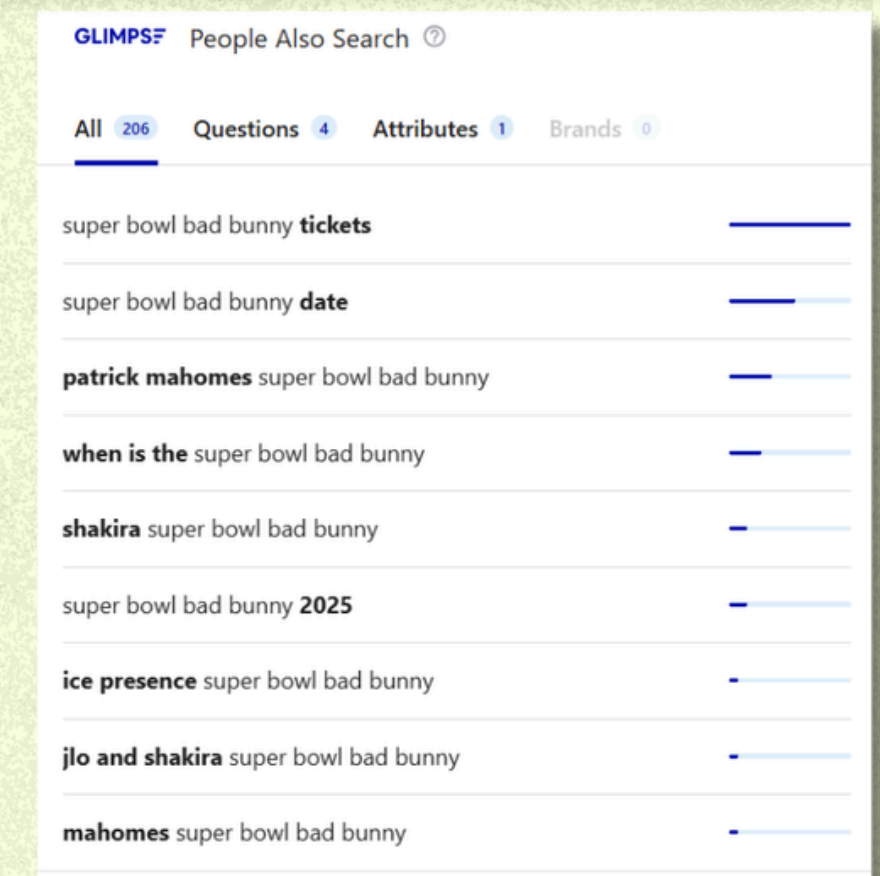 GLIMPSE People Also Search ?
All 206 Questions 4 Attributes 1 Brands 0
super bowl bad bunny tickets
super bowl bad bunny date
patrick mahomes super bowl bad bunny
when is the super bowl bad bunny
shakira super bowl bad bunny
super bowl bad bunny 2025
ice presence super bowl bad bunny
jlo and shakira super bowl bad bunny
mahomes super bowl bad bunny